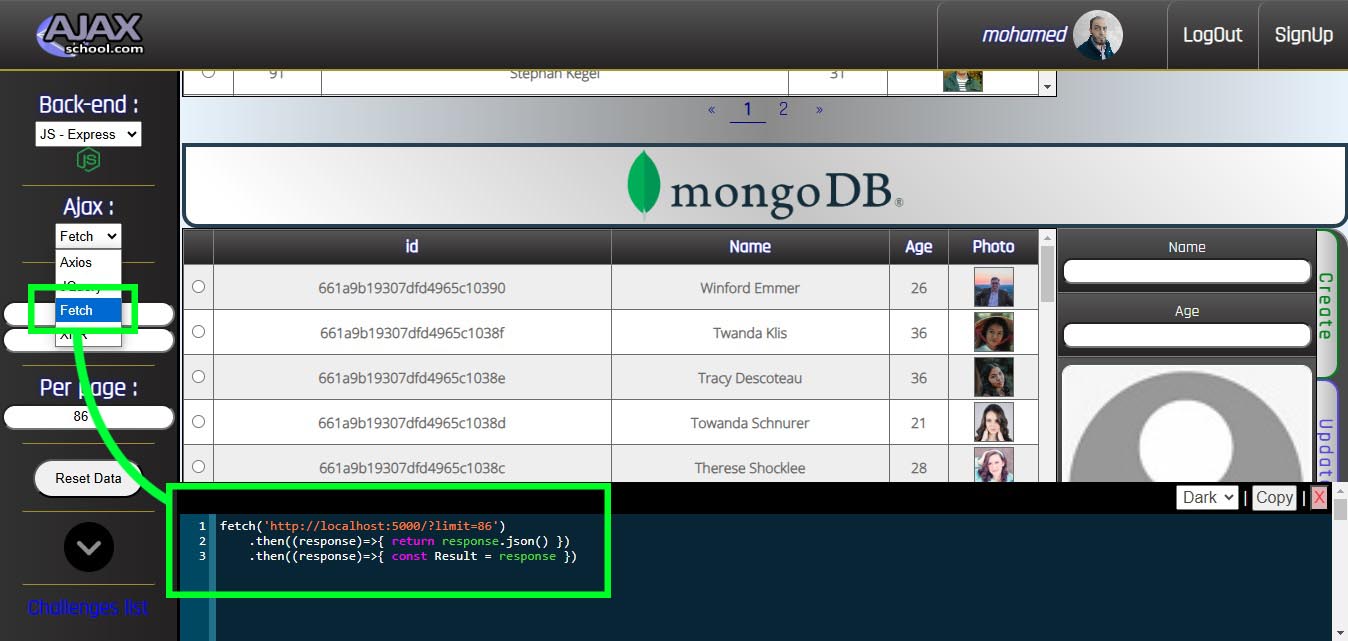 AJAX
school.com
mohamed
LogOut
SignUp
91 Stephan Kegel 31
« 1 2 »
Back-end :
JS - Express
JS
Ajax :
Fetch
Axios
JQuery
Fetch
XHR
Per page :
86
Reset Data
Challenges list
mongoDB®
id Name Age Photo
661a9b19307dfd4965c10390 Winford Emmer 26
661a9b19307dfd4965c1038f Twanda Klis 36
661a9b19307dfd4965c1038e Tracy Descoteau 36
661a9b19307dfd4965c1038d Towanda Schnurer 21
661a9b19307dfd4965c1038c Therese Shocklee 28
Name
Age
Create
Updat
Dark | Copy | X
1 fetch('http://localhost:5000/?limit=86')
2 .then((response)=>{ return response.json() })
3 .then((response)=>{ const Result = response })